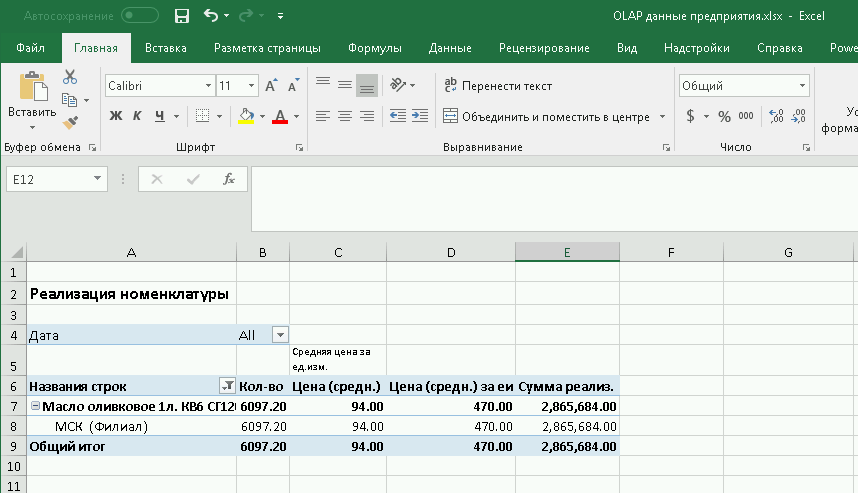 Автосохранение OLAP данные предприятия.xlsx - Excel
Файл Главная Вставка Разметка страницы Формулы Данные Рецензирование Вид Надстройки Справка Powe
Вставить Calibri 11 A A ab Перенести текст Общий Ус
Ж К Ч A Объединить и поместить в центре $ % 000 ,00 форма
Буфер обмена Шрифт Выравнивание Число
E12 fx
A B C D E F G
1
2 Реализация номенклатуры
3
4 Дата All
5 Средняя цена за
ед.изм.
6 Названия строк Кол-во Цена (средн.) Цена (средн.) за еи Сумма реализ.
7 Масло оливковое 1л. КВ6 СГ12 6097.20 94.00 470.00 2,865,684.00
8 МСК (Филиал) 6097.20 94.00 470.00 2,865,684.00
9 Общий итог 6097.20 94.00 470.00 2,865,684.00
10
11